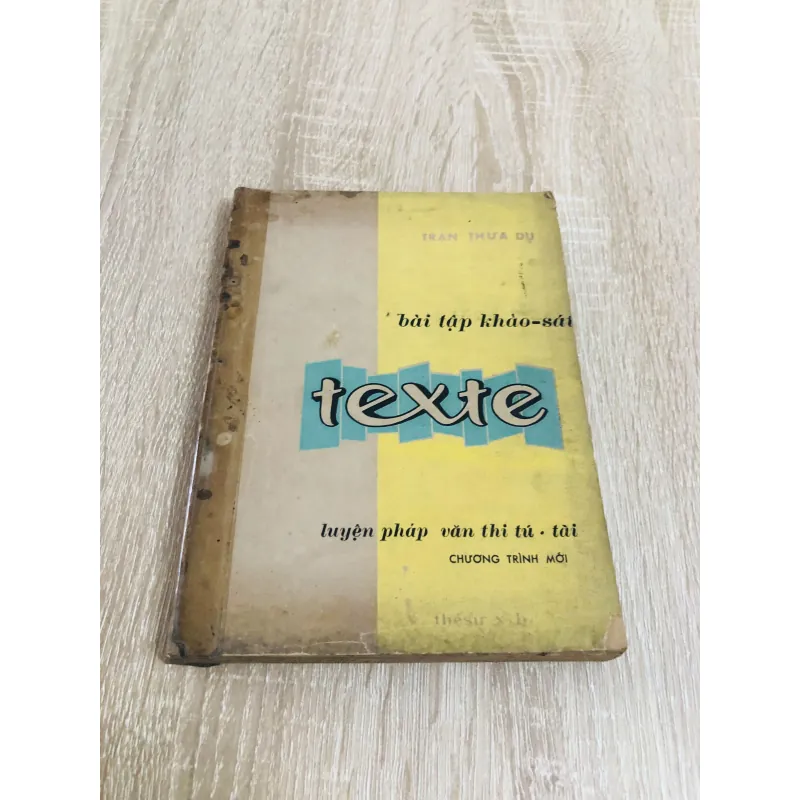 TRẦN THỪA DỤ
bài tập khảo-sát
texte
luyện pháp văn thi tú-tài
CHƯƠNG TRÌNH MỚI